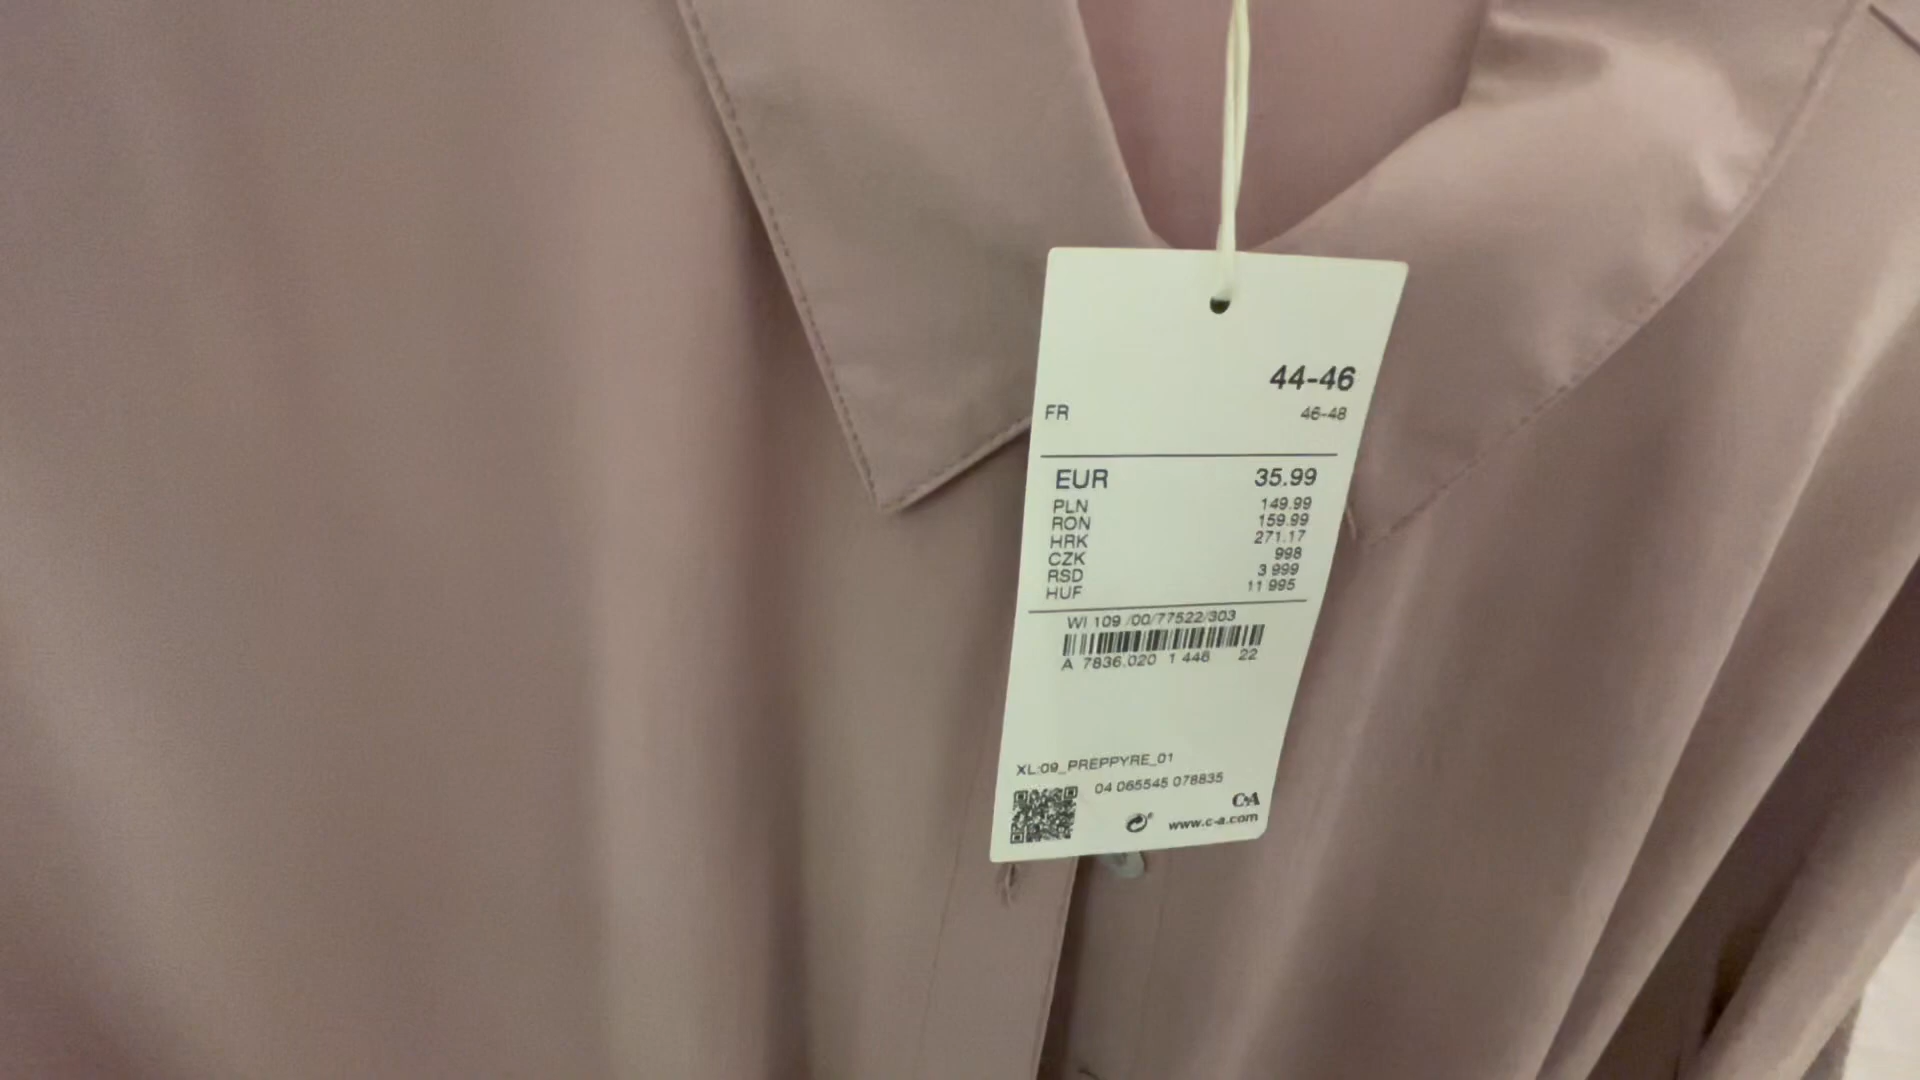 44-46
FR 46-48
EUR 35.99
PLN 149.99
RON 159.99
HRK 271.17
CZK 998
RSD 3 999
HUF 11 995
WI 109 /00/77522/303
A 7836.020 1 446 22
XL:09_PREPPYRE_01
04 065545 078835
C&A
www.c-a.com